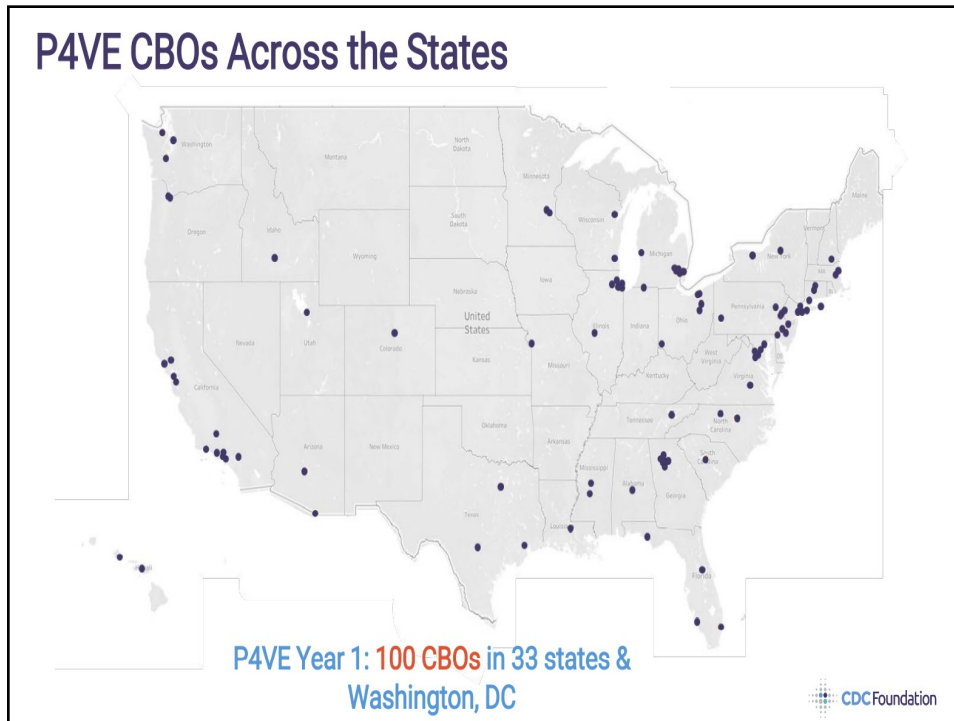 P4VE CBOs Across the States
Washington
Montana
North
Dakota
Minnesota
Maine
Oregon
Idaho
Wyoming
South
Dakota
Wisconsin
Michigan
Vermont
New York
Nebraska
Iowa
Nevada
Utah
Colorado
United
States
Kansas
Missouri
Illinois
Indiana
Ohio
Pennsylvania
West
Virginia
Virginia
Kentucky
California
Arizona
New Mexico
Oklahoma
Arkansas
Tennessee
North
Carolina
South
Carolina
Mississippi
Alabama
Georgia
Texas
Florida
P4VE Year 1: 100 CBOs in 33 states &
Washington, DC
CDC Foundation